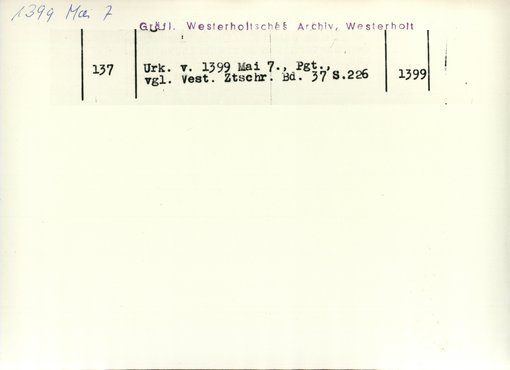 1399 Mai 7
Gräfl. Westerholtsches Archiv, Westerholt
137 Urk. v. 1399 Mai 7., Pgt., 1399
vgl. Vest. Ztschr. Bd. 37 S.226